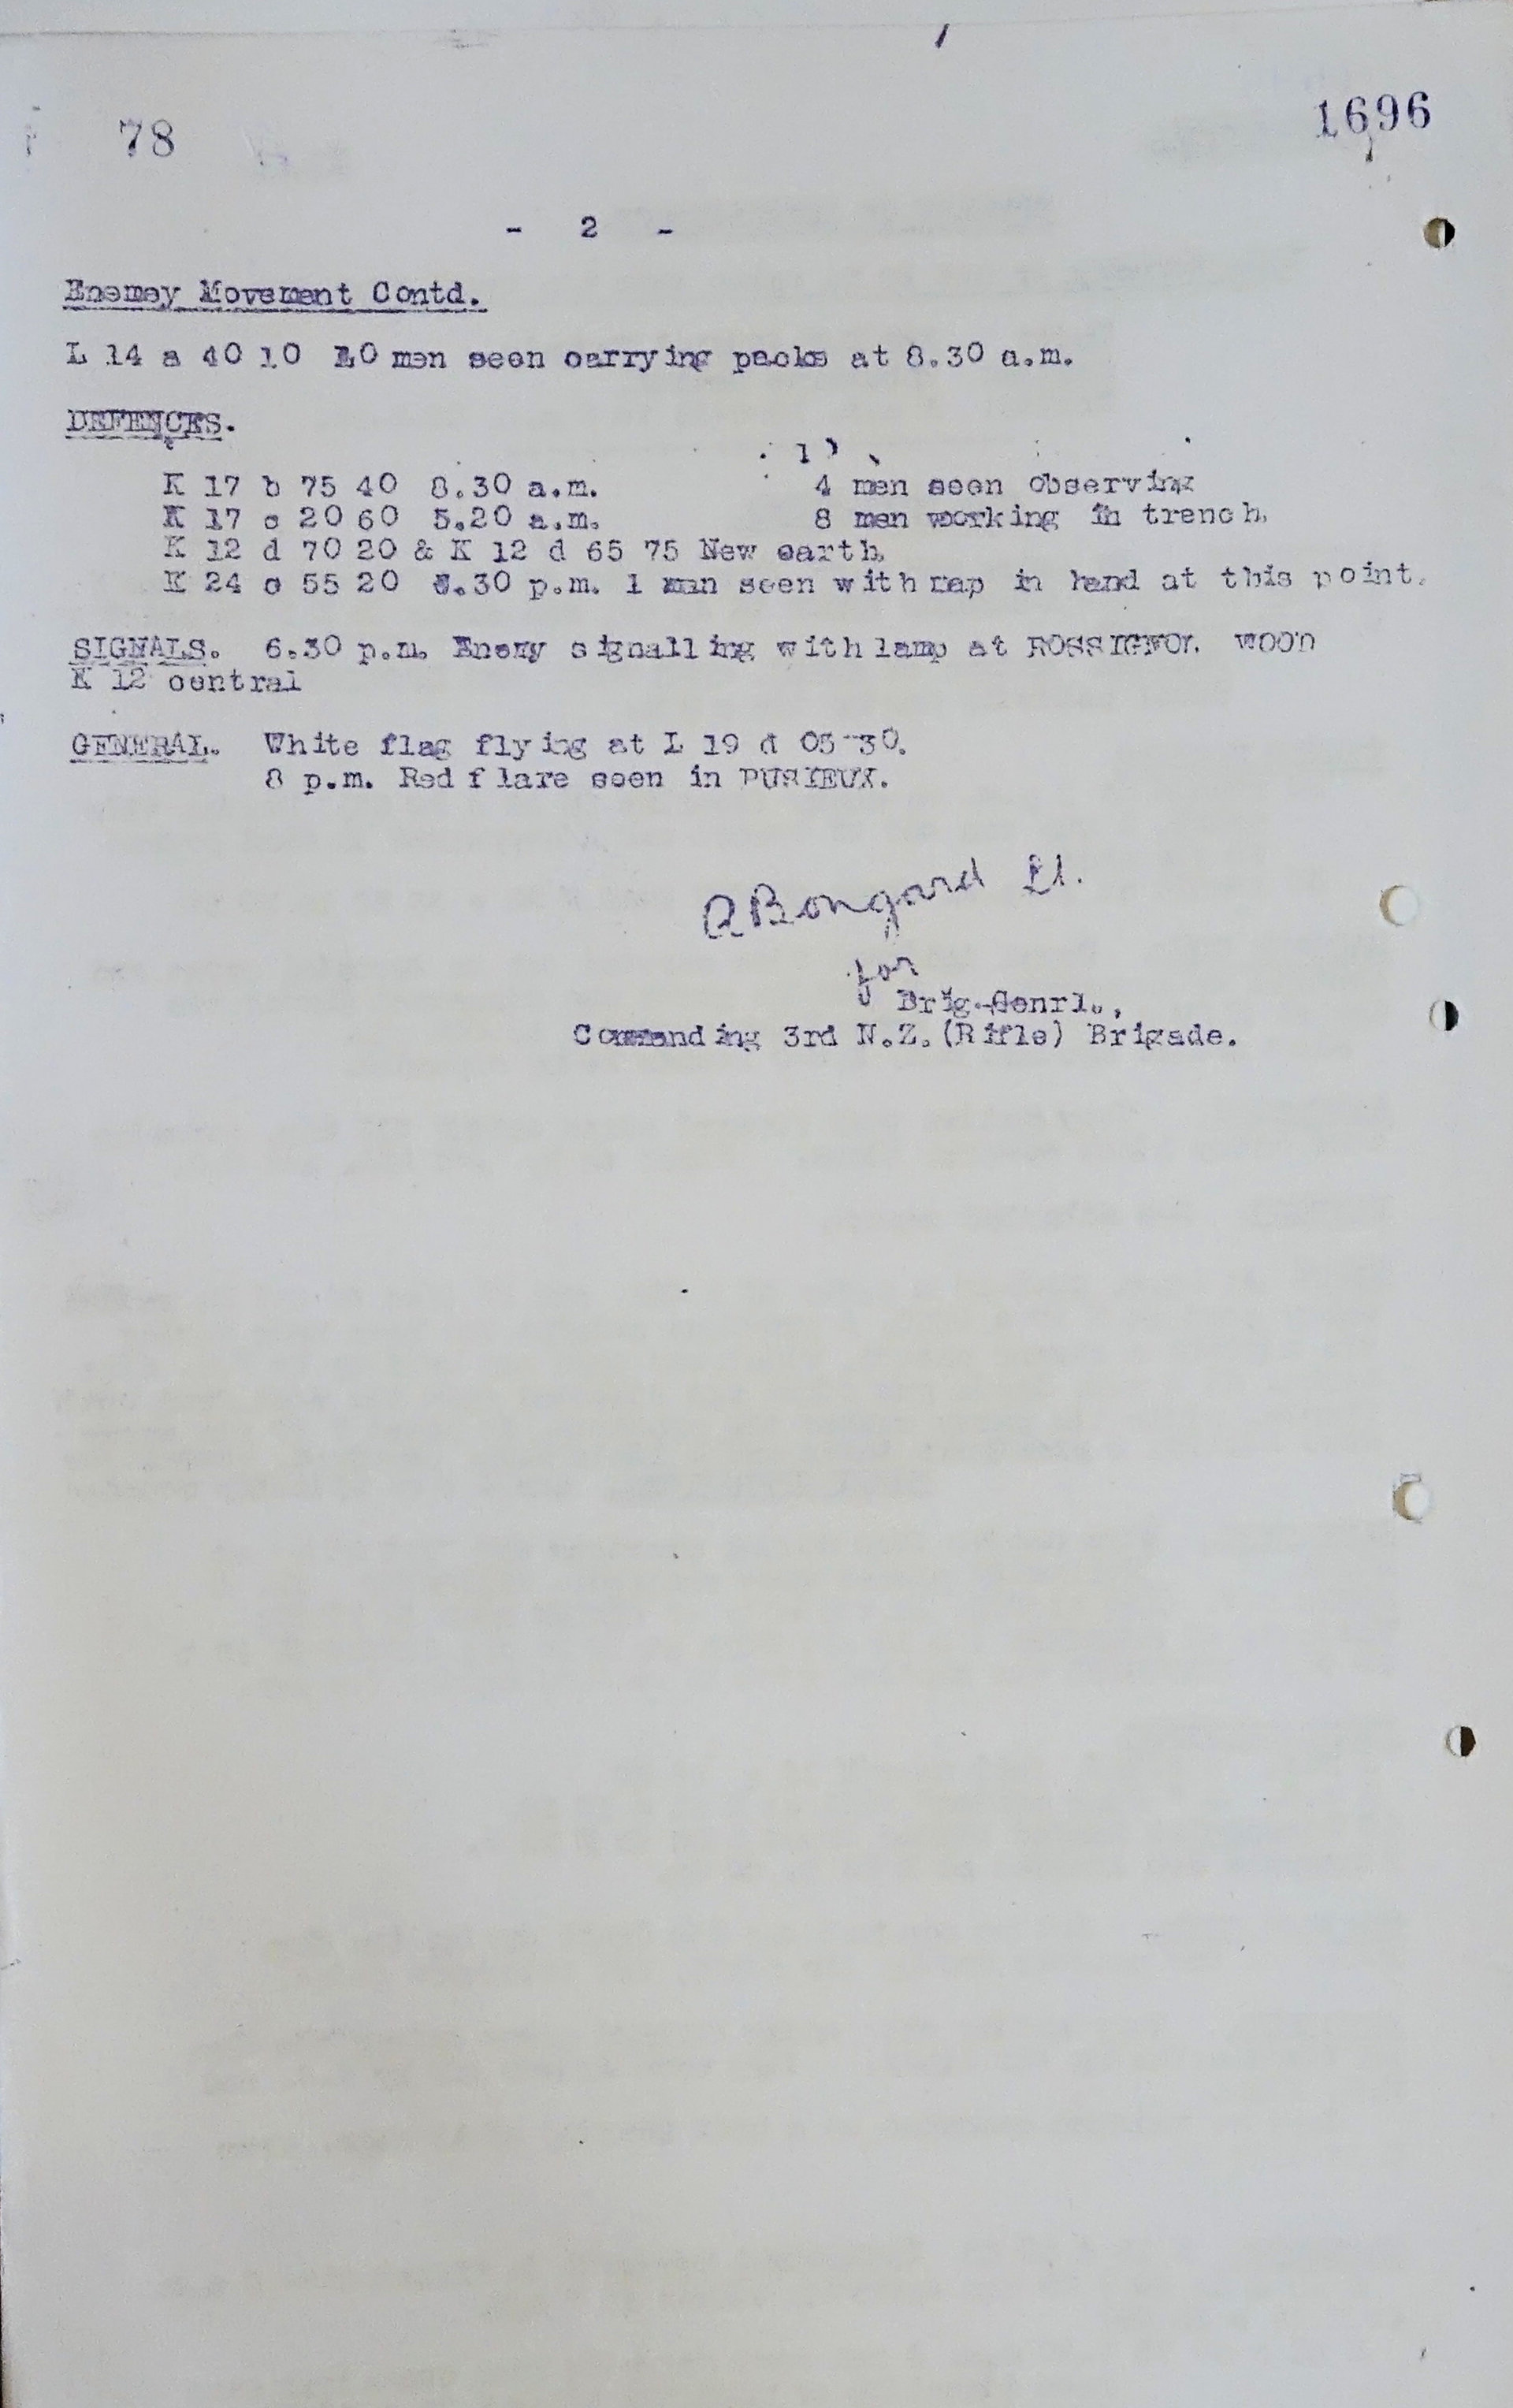 78
1696
- 2 -
Enemey Movement Contd.
L 14 a 40 10 20 men seen carrying packs at 8.30 a.m.
DEFENCES.
K 17 b 75 40 8.30 a.m. 4 men seen observing
K 17 c 20 60 5.20 a.m. 8 men working in trench.
K 12 d 70 20 & K 12 d 65 75 New earth
K 24 c 55 20 .30 p.m. 1 man seen with map in hand at this point.
SIGNALS. 6.30 p.m. Enemy signalling with lamp at ROSSIGNOL WOOD
K 12 central
GENERAL. White flag flying at L 19 d 05-30.
8 p.m. Red flare seen in PUSIEUX.
Bongard Lt.
for
Brig-Genrl.,
Commanding 3rd N.Z.(Rifle) Brigade.